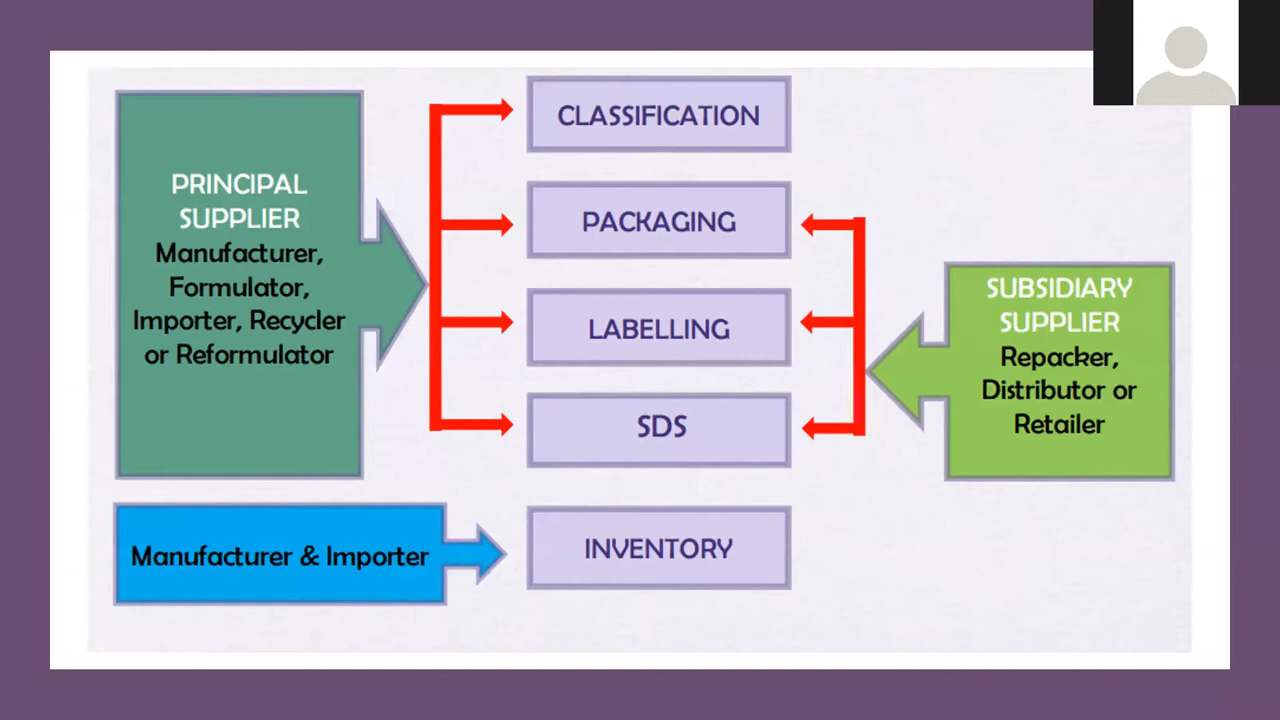 PRINCIPAL
SUPPLIER
Manufacturer,
Formulator,
Importer, Recycler
or Reformulator
Manufacturer & Importer
CLASSIFICATION
PACKAGING
LABELLING
SDS
INVENTORY
SUBSIDIARY
SUPPLIER
Repacker,
Distributor or
Retailer